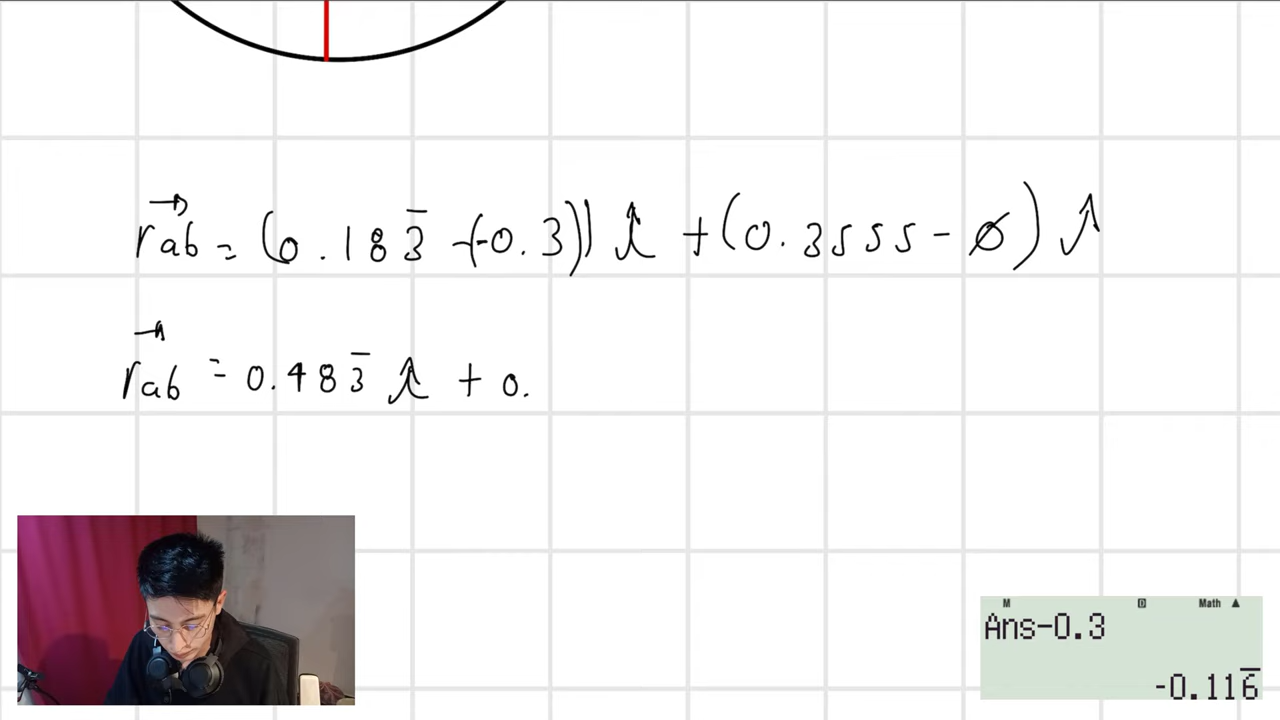 r⃗ab = (0.183̅ -(-0.3)) î + (0.3555 - 0) ĵ
r⃗ab = 0.483̅ î + 0.
M D Math ▲
Ans-0.3
-0.116̅